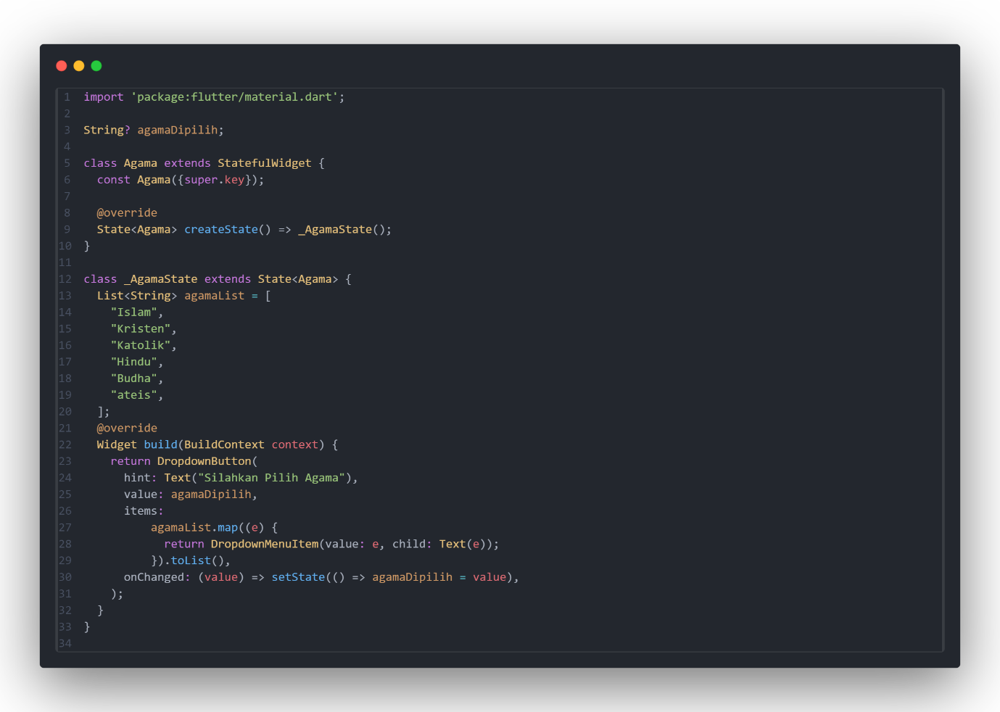 1 import 'package:flutter/material.dart';
2
3 String? agamaDipilih;
4
5 class Agama extends StatefulWidget {
6   const Agama({super.key});
7
8   @override
9   State<Agama> createState() => _AgamaState();
10 }
11
12 class _AgamaState extends State<Agama> {
13   List<String> agamaList = [
14     "Islam",
15     "Kristen",
16     "Katolik",
17     "Hindu",
18     "Budha",
19     "ateis",
20   ];
21   @override
22   Widget build(BuildContext context) {
23     return DropdownButton(
24       hint: Text("Silahkan Pilih Agama"),
25       value: agamaDipilih,
26       items:
27           agamaList.map((e) {
28             return DropdownMenuItem(value: e, child: Text(e));
29           }).toList(),
30       onChanged: (value) => setState(() => agamaDipilih = value),
31     );
32   }
33 }
34